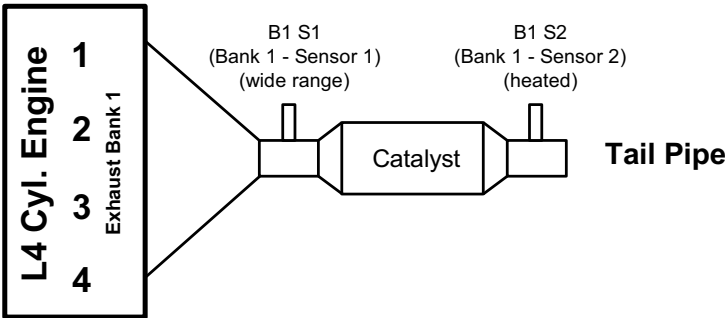 L4 Cyl. Engine
1
2
3
4
Exhaust Bank 1
B1 S1
(Bank 1 - Sensor 1)
(wide range)
Catalyst
B1 S2
(Bank 1 - Sensor 2)
(heated)
Tail Pipe